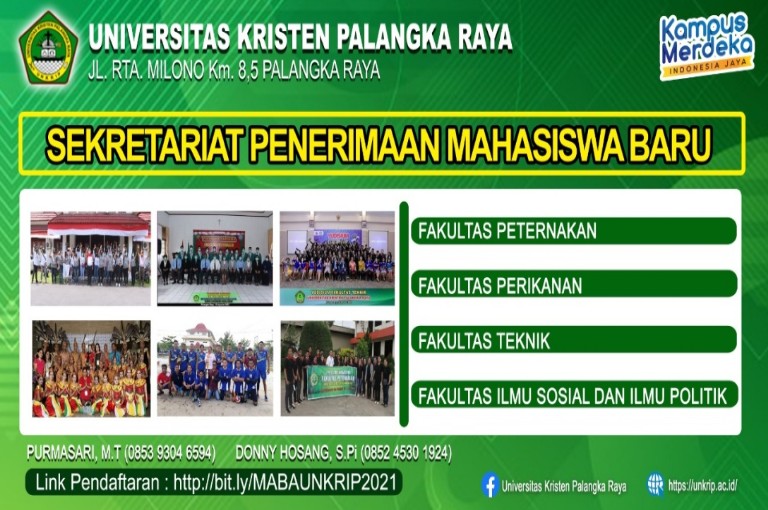 UNIVERSITAS KRISTEN PALANGKA RAYA
JL. RTA. MILONO Km. 8,5 PALANGKA RAYA
Kampus
Merdeka
INDONESIA JAYA
SEKRETARIAT PENERIMAAN MAHASISWA BARU
FAKULTAS PETERNAKAN
FAKULTAS PERIKANAN
FAKULTAS TEKNIK
FAKULTAS ILMU SOSIAL DAN ILMU POLITIK
PURMASARI, M.T (0853 9304 6594) DONNY HOSANG, S.Pi (0852 4530 1924)
Link Pendaftaran : http://bit.ly/MABAUNKRIP2021
Universitas Kristen Palangka Raya
https://unkrip.ac.id/